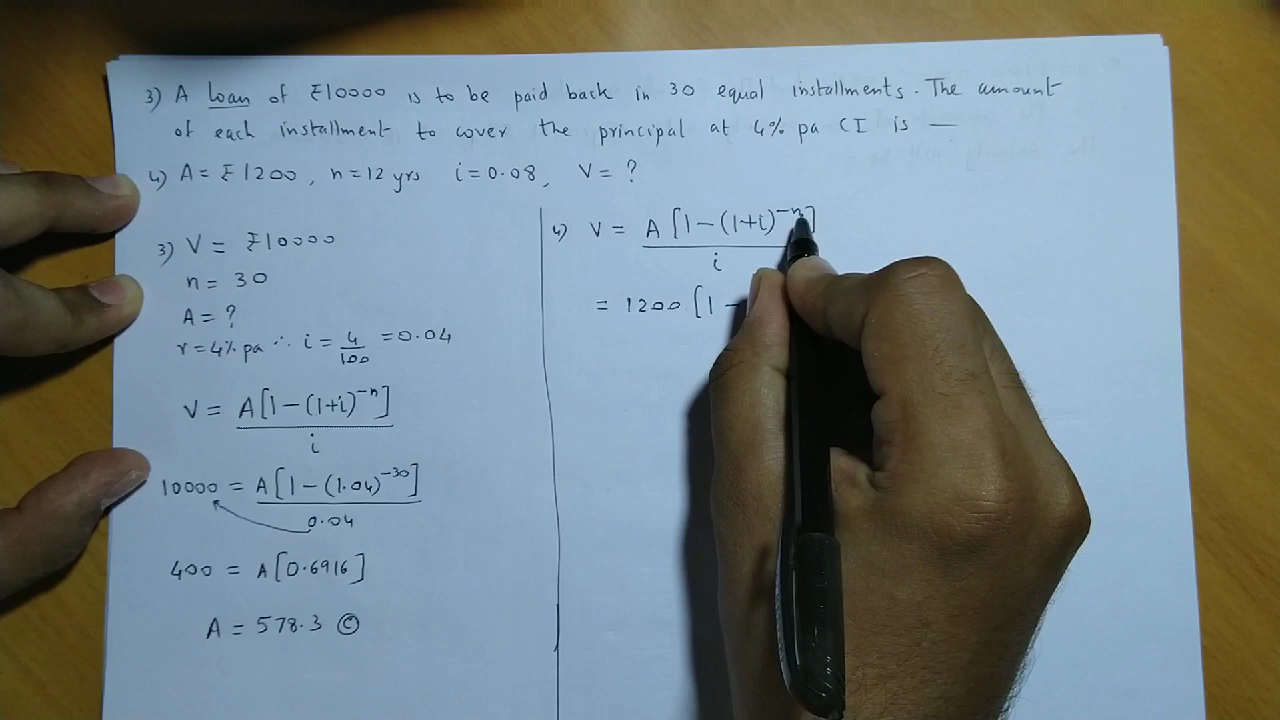 3) A loan of ₹10000 is to be paid back in 30 equal installments. The amount
of each installment to cover the principal at 4% pa CI is —
4) A = ₹1200, n = 12 yrs i = 0.08, V = ?
3) V = ₹10000
n = 30
A = ?
r = 4% pa ∴ i = 4/100 = 0.04
V = A[1-(1+i)^-n]/i
10000 = A[1-(1.04)^-30]/0.04
400 = A[0.6916]
A = 578.3 ©
4) V = A[1-(1+i)^-n]/i
= 1200 [1 -